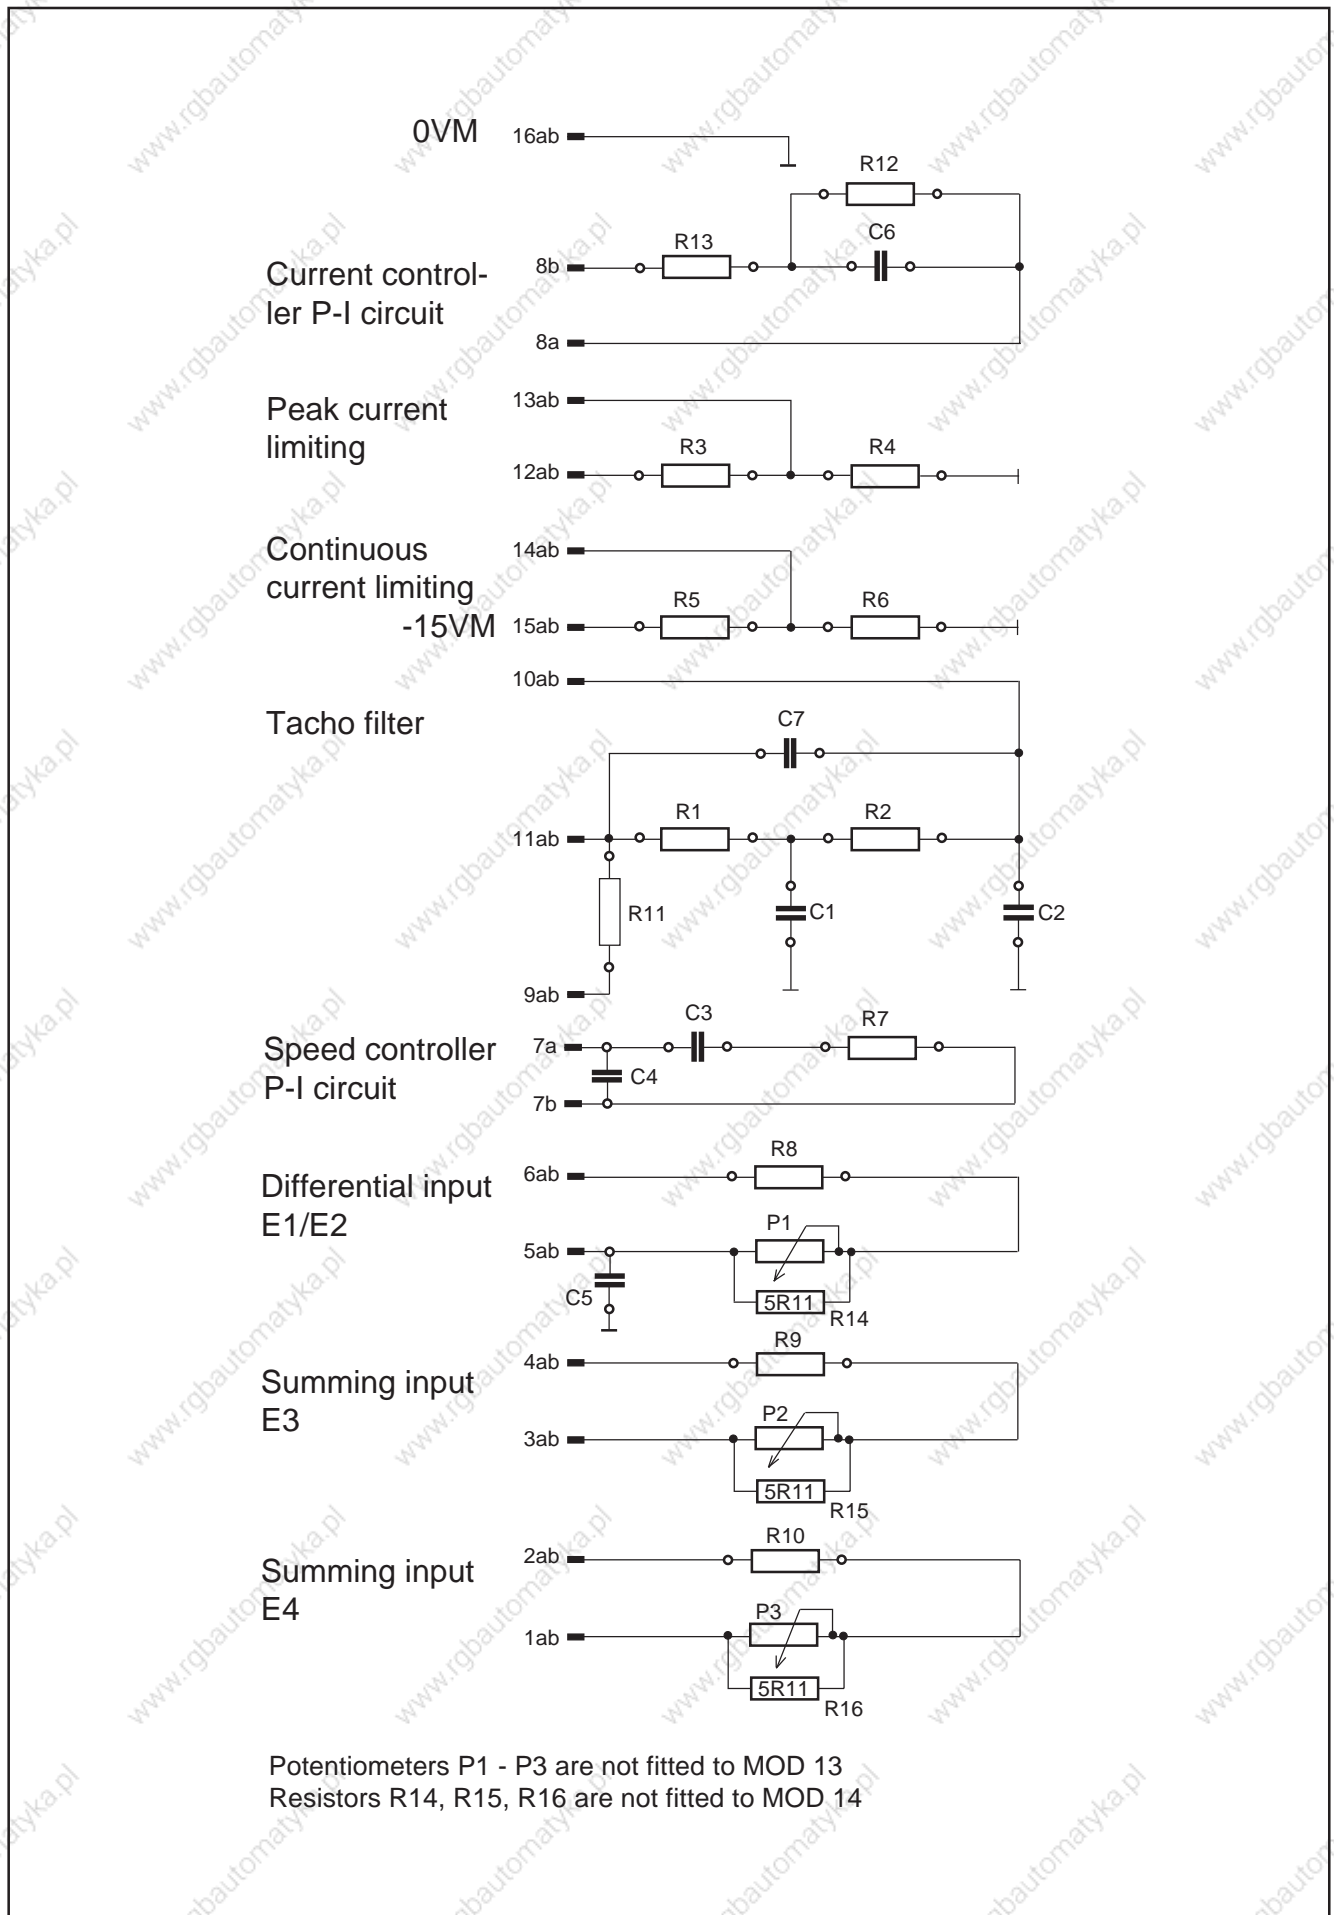 0VM 16ab
R12
C6
R13
8b
Current control-
ler P-I circuit
8a
13ab
Peak current
limiting
R3 R4
12ab
14ab
Continuous
current limiting
R5 R6
-15VM 15ab
10ab
Tacho filter
C7
R1 R2
11ab
R11 C1 C2
9ab
C3 R7
Speed controller
P-I circuit
7a
C4
7b
R8
6ab
Differential input
E1/E2
P1
5ab
C5
5R11
R14
R9
4ab
Summing input
E3
P2
3ab
5R11
R15
R10
2ab
Summing input
E4
P3
1ab
5R11
R16
Potentiometers P1 - P3 are not fitted to MOD 13
Resistors R14, R15, R16 are not fitted to MOD 14
www.rgbautomatyka.pl